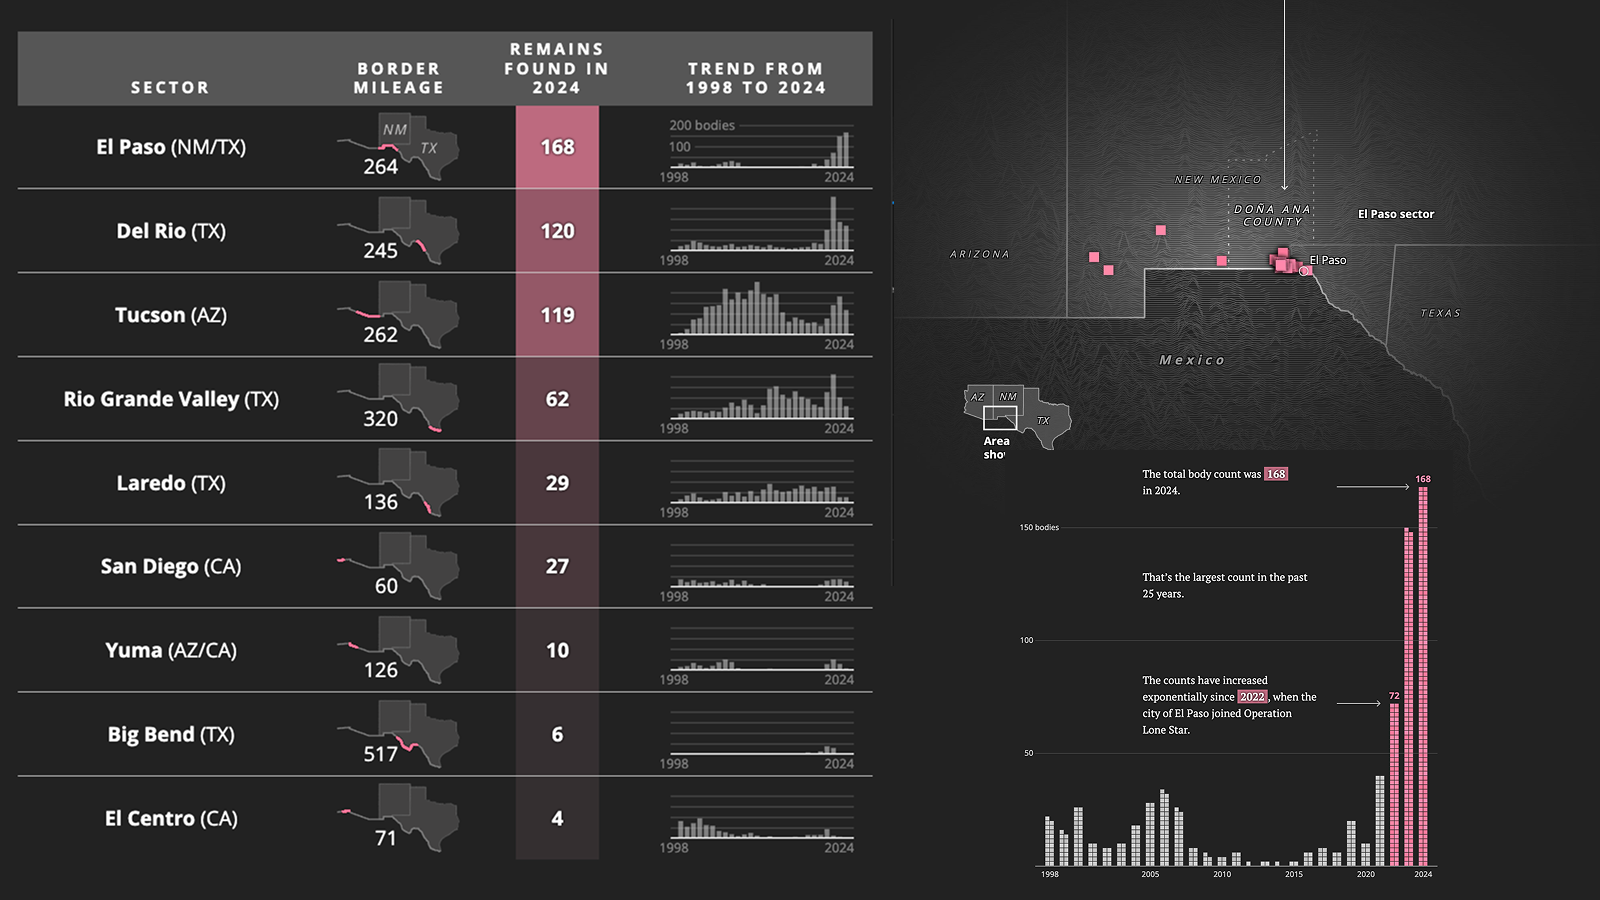 SECTOR
BORDER
MILEAGE
REMAINS
FOUND IN
2024
TREND FROM
1998 TO 2024
El Paso (NM/TX)
NM
TX
264
168
200 bodies
100
1998
2024
Del Rio (TX)
245
120
1998
2024
Tucson (AZ)
262
119
1998
2024
Rio Grande Valley (TX)
320
62
1998
2024
Laredo (TX)
136
29
1998
2024
San Diego (CA)
60
27
1998
2024
Yuma (AZ/CA)
126
10
1998
2024
Big Bend (TX)
517
6
1998
2024
El Centro (CA)
71
4
1998
2024
NEW MEXICO
DOÑA ANA
COUNTY
El Paso sector
ARIZONA
El Paso
TEXAS
Mexico
AZ
NM
TX
Area
The total body count was 168
in 2024.
168
150 bodies
That's the largest count in the past
25 years.
100
The counts have increased
exponentially since 2022, when the
city of El Paso joined Operation
Lone Star.
72
50
1998
2005
2010
2015
2020
2024